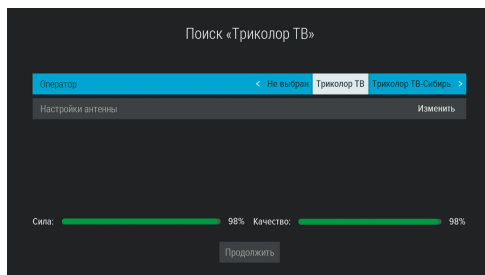 Поиск «Триколор ТВ»
Оператор < Не выбран Триколор ТВ Триколор ТВ-Сибирь >
Настройки антенны Изменить
Сила: 98% Качество: 98%
Продолжить